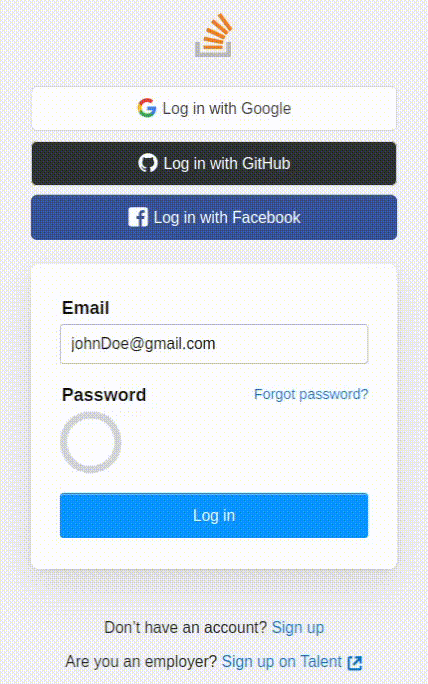 Log in with Google
Log in with GitHub
Log in with Facebook
Email
johnDoe@gmail.com
Password Forgot password?
Log in
Don't have an account? Sign up
Are you an employer? Sign up on Talent